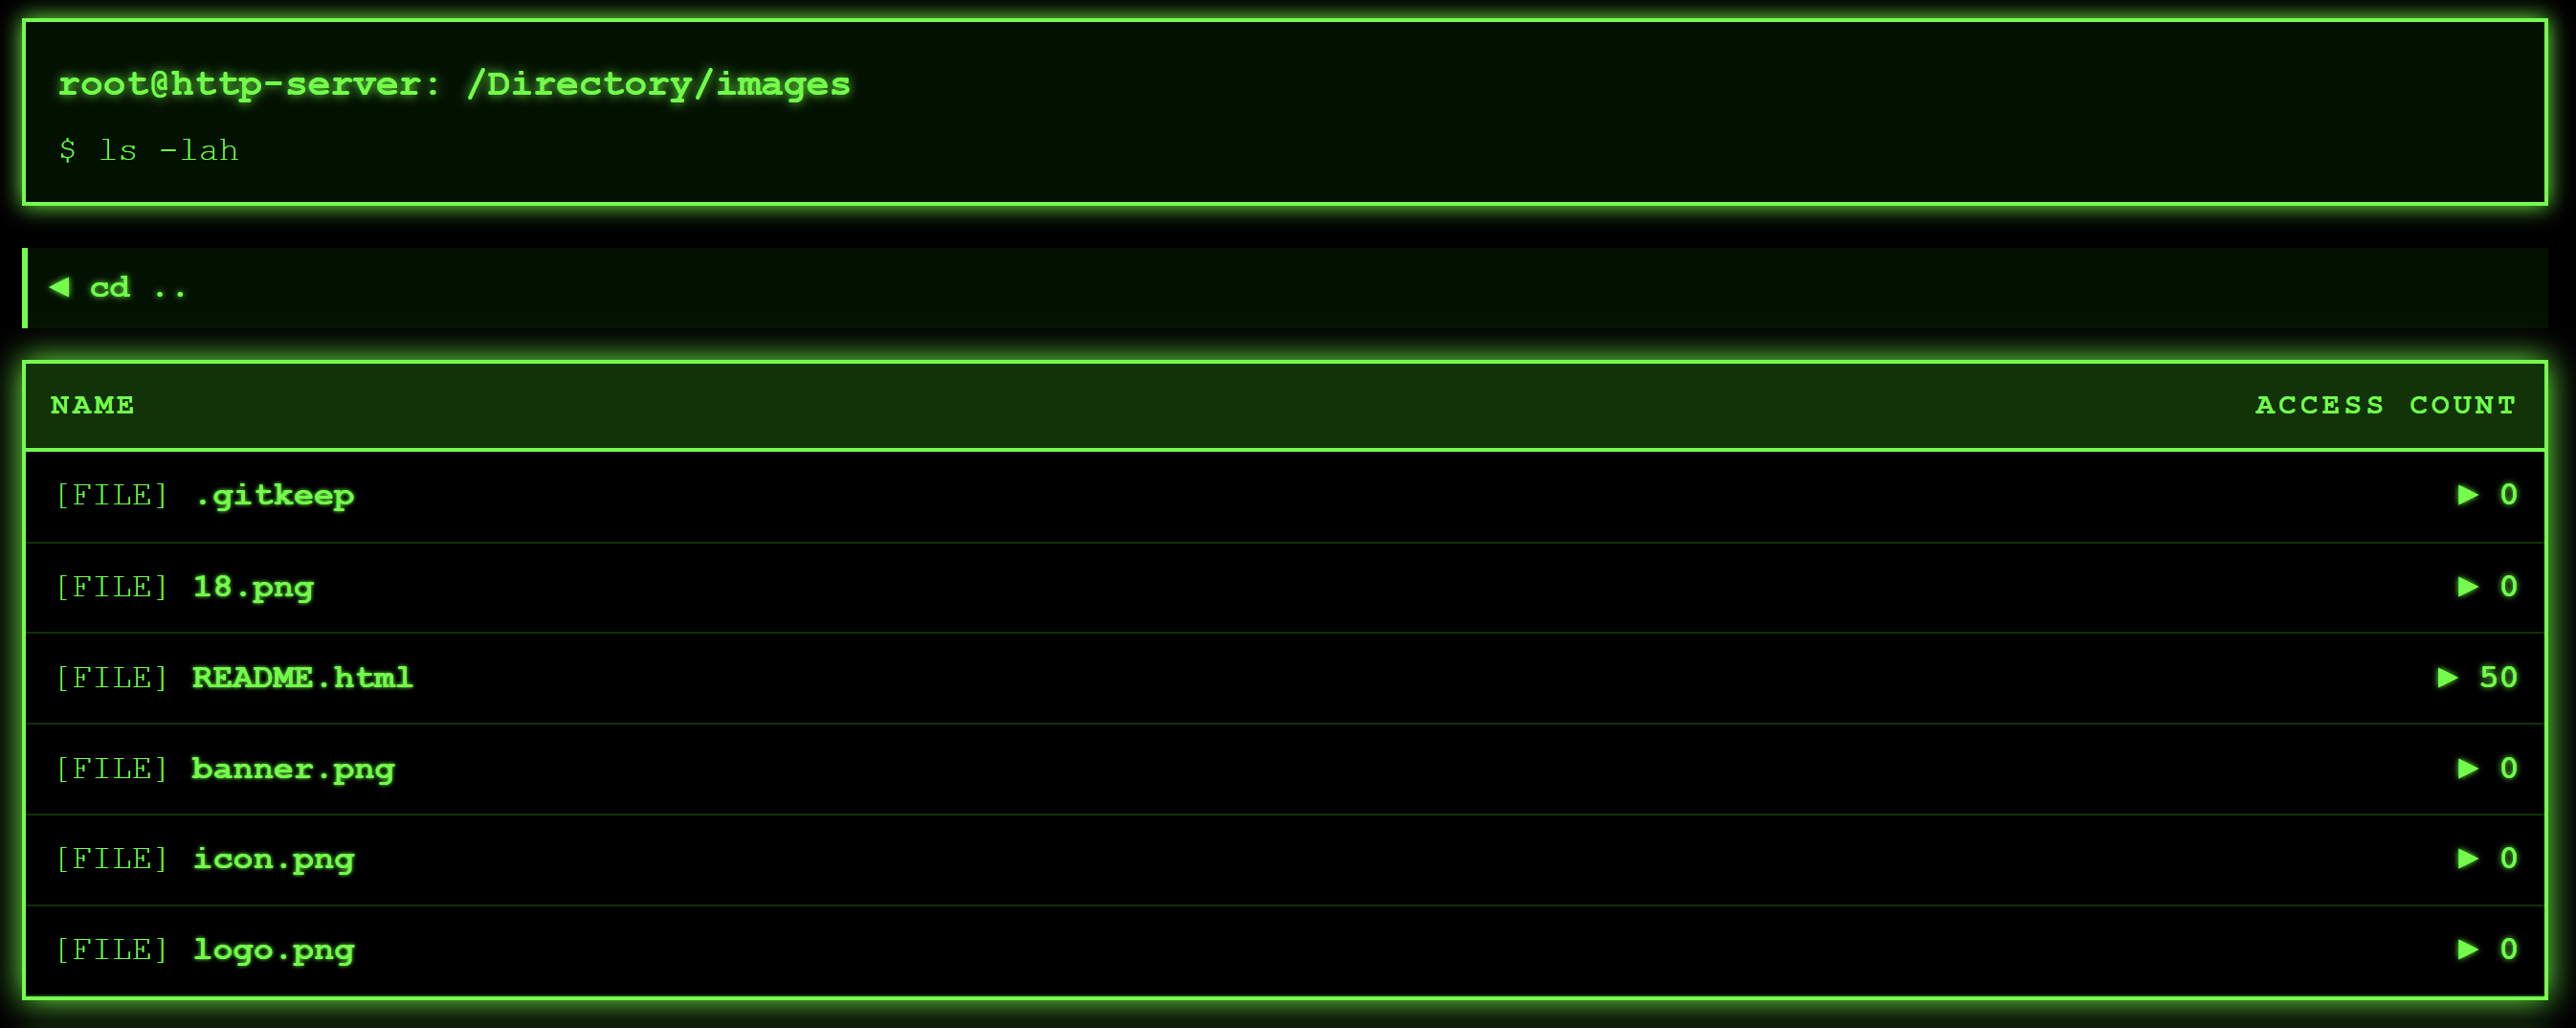 root@http-server: /Directory/images
$ ls -lah
◄ cd ..
NAME ACCESS COUNT
[FILE] .gitkeep ► 0
[FILE] 18.png ► 0
[FILE] README.html ► 50
[FILE] banner.png ► 0
[FILE] icon.png ► 0
[FILE] logo.png ► 0